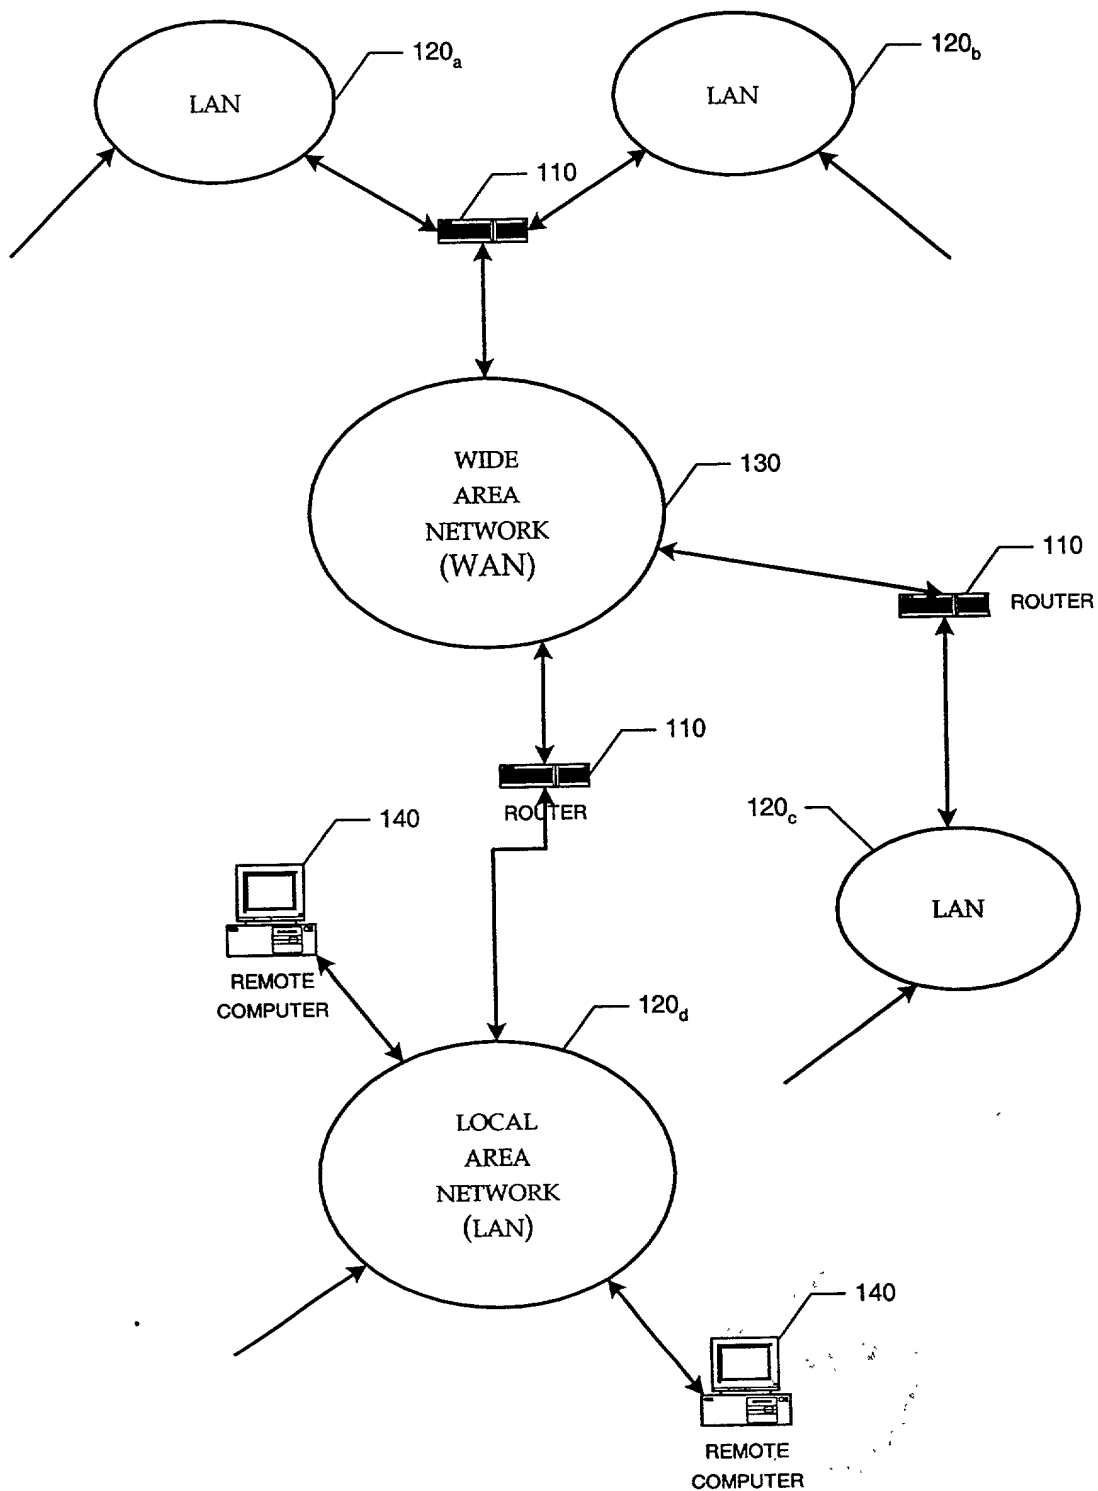 120a
LAN
120b
LAN
110
WIDE
AREA
NETWORK
(WAN)
130
110
ROUTER
110
ROUTER
140
REMOTE
COMPUTER
120c
LAN
120d
LOCAL
AREA
NETWORK
(LAN)
140
REMOTE
COMPUTER